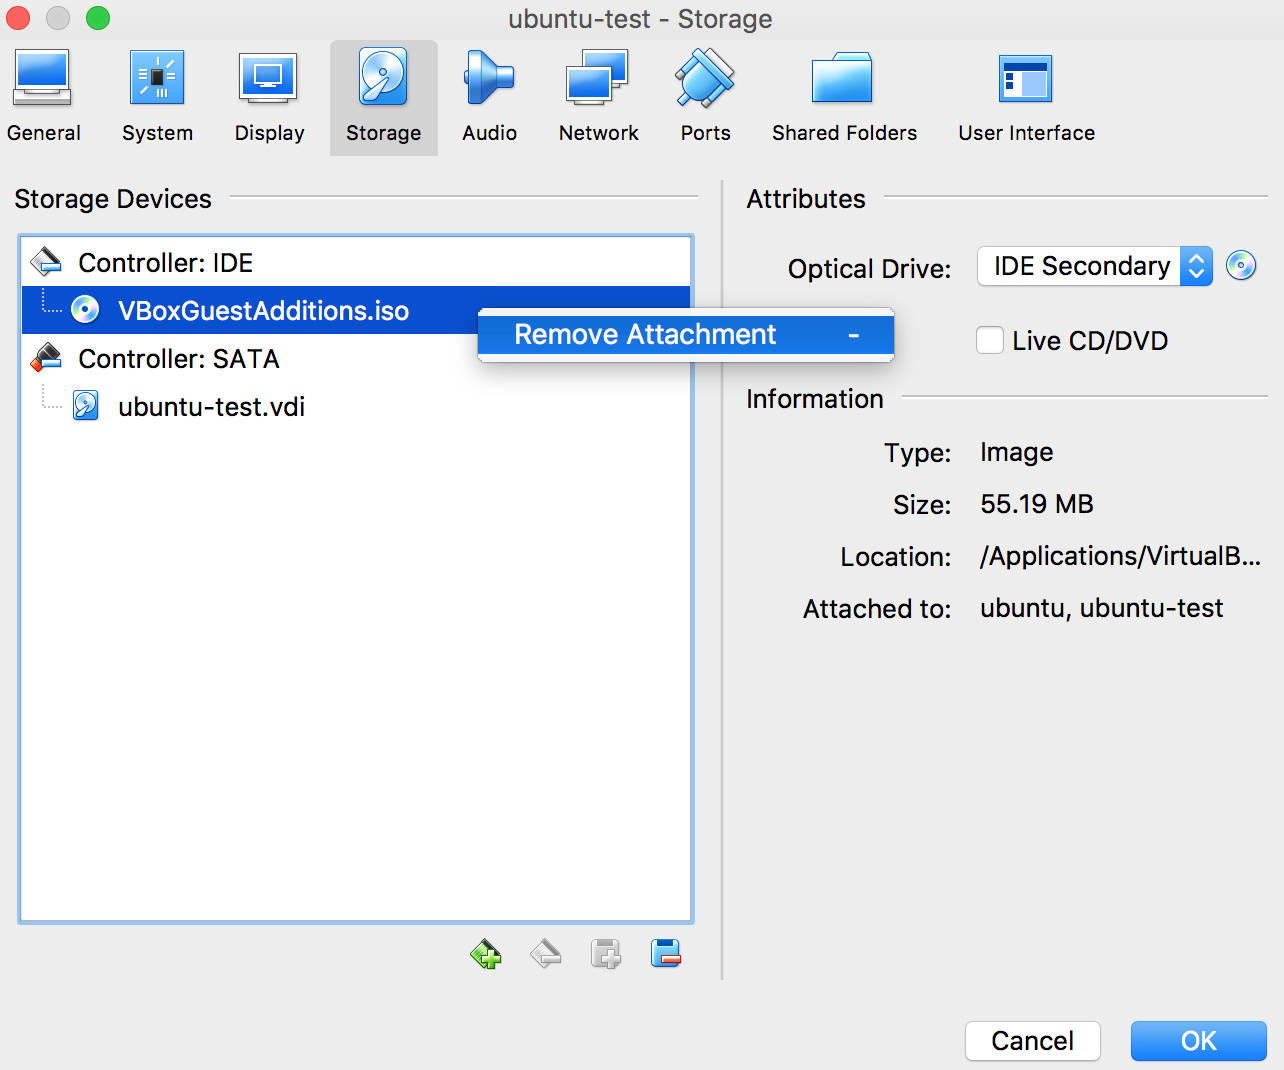 ubuntu-test - Storage
General System Display Storage Audio Network Ports Shared Folders User Interface
Storage Devices
Controller: IDE
VBoxGuestAdditions.iso
Remove Attachment -
Controller: SATA
ubuntu-test.vdi
Attributes
Optical Drive: IDE Secondary
Live CD/DVD
Information
Type: Image
Size: 55.19 MB
Location: /Applications/VirtualB...
Attached to: ubuntu, ubuntu-test
Cancel OK